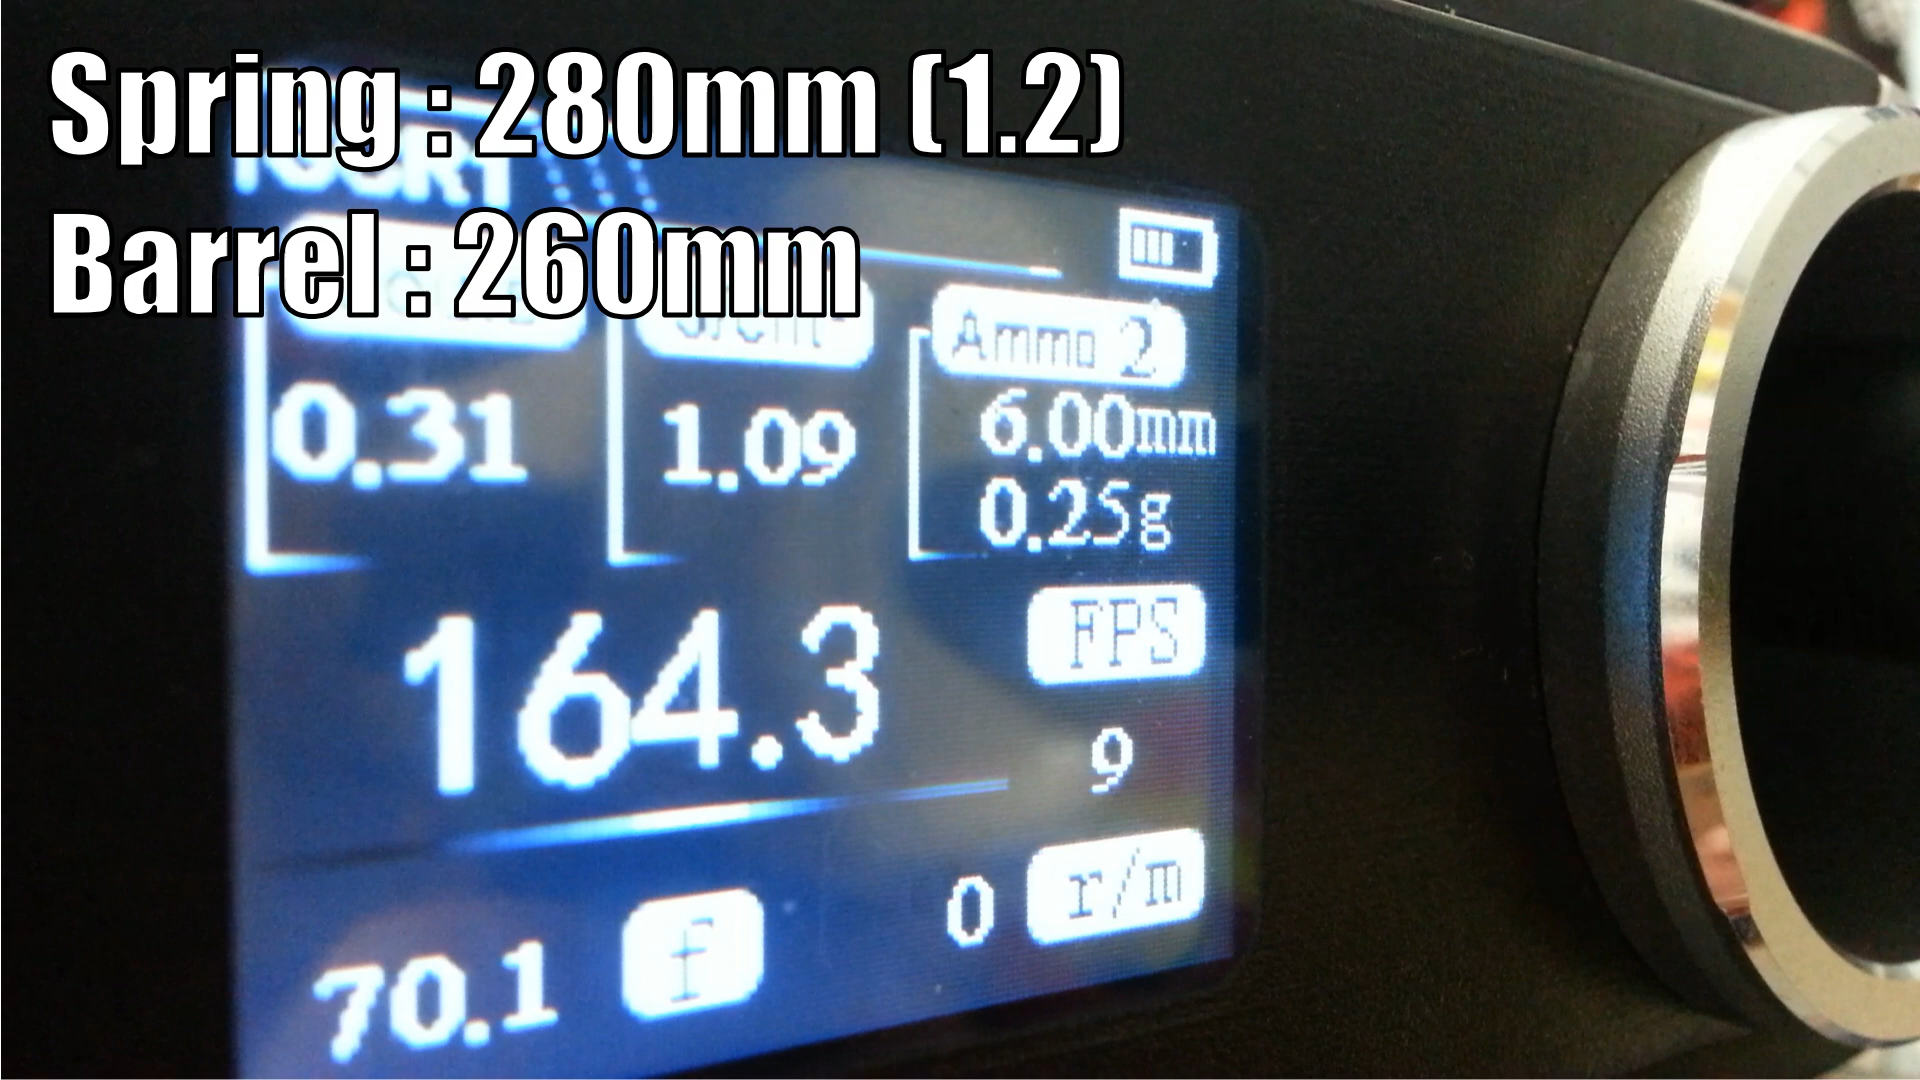 Spring : 280mm (1.2)
Barrel : 260mm
Ammo 2
0.31
1.09
6.00mm
0.25g
164.3
FPS
9
0
r/m
70.1
f